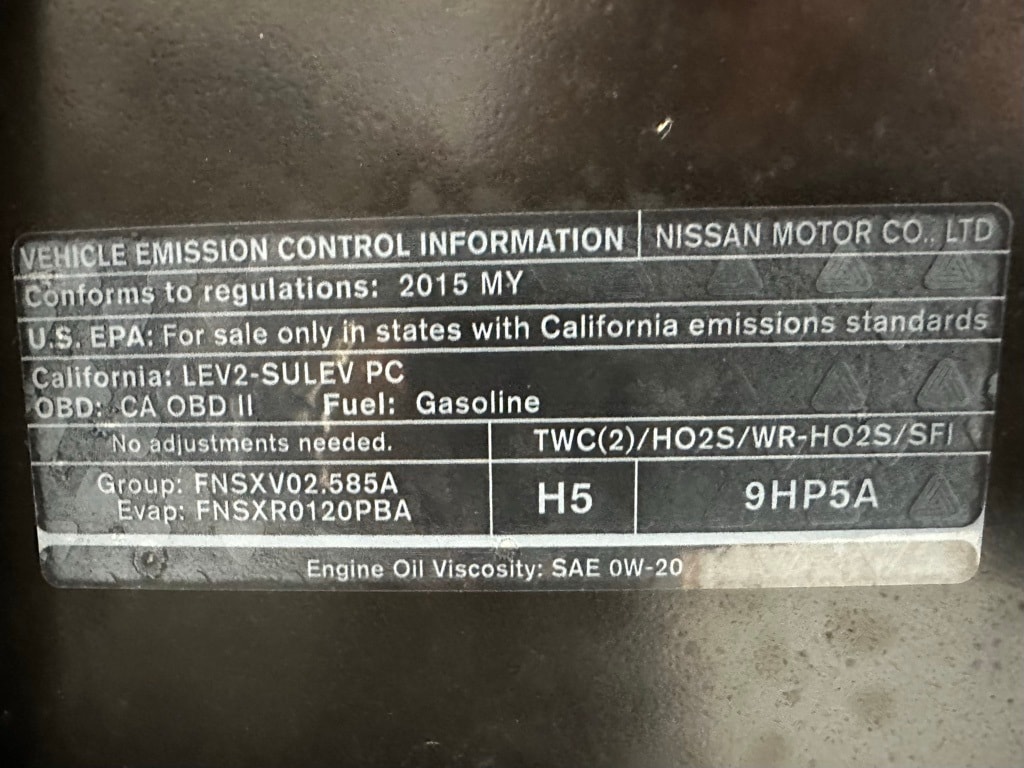 VEHICLE EMISSION CONTROL INFORMATION NISSAN MOTOR CO., LTD
Conforms to regulations: 2015 MY
U.S. EPA: For sale only in states with California emissions standards
California: LEV2-SULEV PC
OBD: CA OBD II Fuel: Gasoline
No adjustments needed. TWC(2)/HO2S/WR-HO2S/SFI
Group: FNSXV02.585A
Evap: FNSXR0120PBA
H5 9HP5A
Engine Oil Viscosity: SAE 0W-20